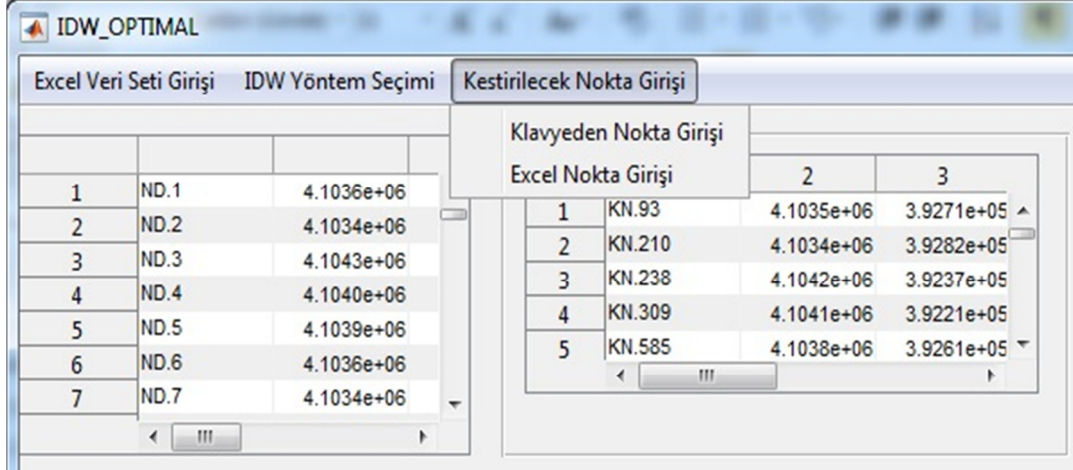 IDW_OPTIMAL
Excel Veri Seti Girişi IDW Yöntem Seçimi Kestirilecek Nokta Girişi
Klavyeden Nokta Girişi
Excel Nokta Girişi
1 ND.1 4.1036e+06
2 ND.2 4.1034e+06
3 ND.3 4.1043e+06
4 ND.4 4.1040e+06
5 ND.5 4.1039e+06
6 ND.6 4.1036e+06
7 ND.7 4.1034e+06
2 3
1 KN.93 4.1035e+06 3.9271e+05
2 KN.210 4.1034e+06 3.9282e+05
3 KN.238 4.1042e+06 3.9237e+05
4 KN.309 4.1041e+06 3.9221e+05
5 KN.585 4.1038e+06 3.9261e+05